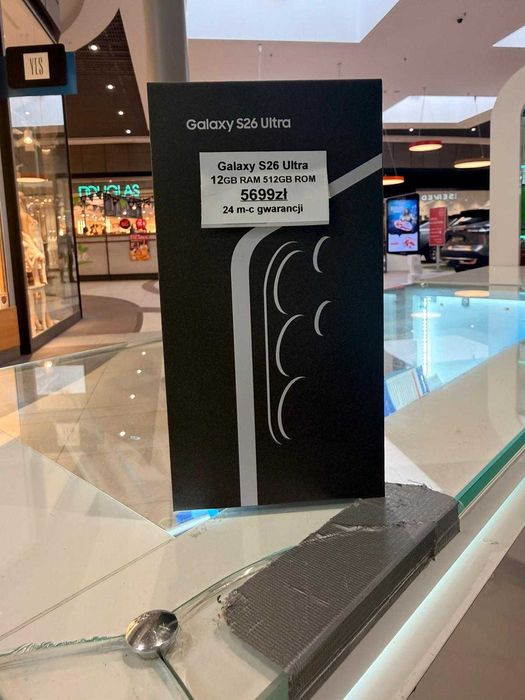 YES
Galaxy S26 Ultra
Galaxy S26 Ultra
12GB RAM 512GB ROM
5699zł
24 m-c gwarancji
DOUGLAS